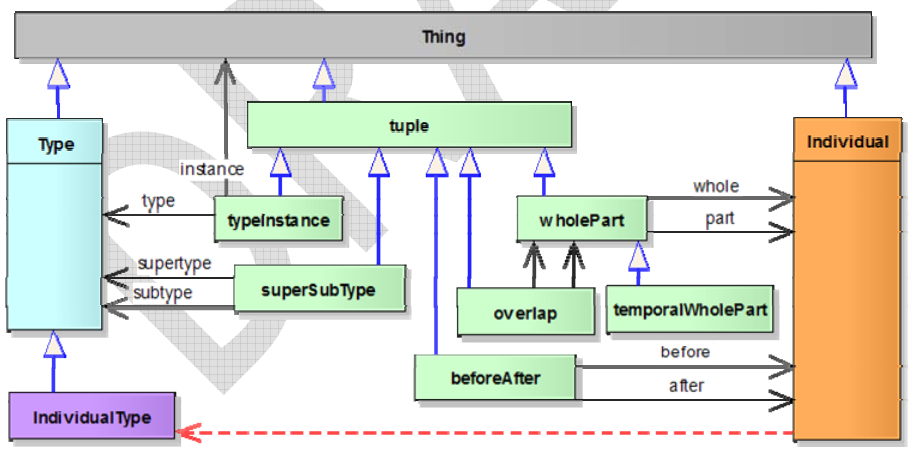 Thing
tuple
Type
Individual
instance
whole
type
typeInstance
wholePart
part
supertype
superSubType
subtype
overlap
temporalWholePart
before
beforeAfter
after
IndividualType